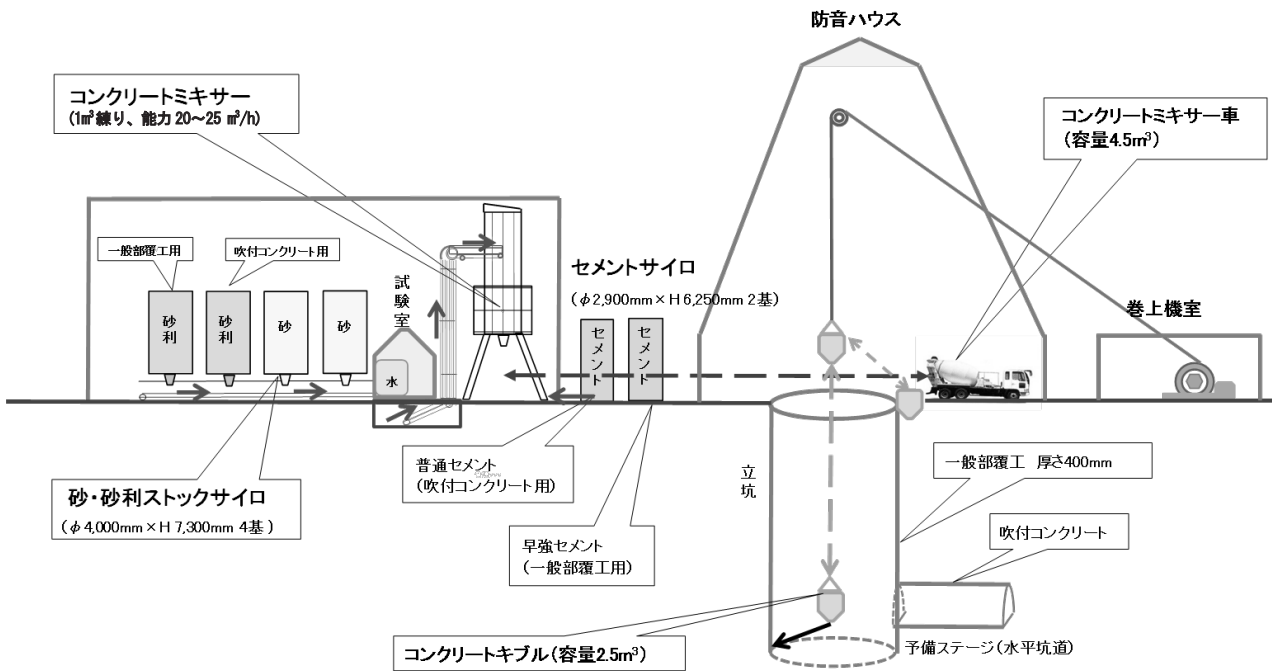 防音ハウス
コンクリートミキサー
(1m³練り、能力20～25 m³/h)
コンクリートミキサー車
(容量4.5m³)
一般部覆工用
吹付コンクリート用
試験室
セメントサイロ
(φ2,900mm×H6,250mm 2基)
巻上機室
砂利
砂利
砂
砂
水
セメント
セメント
普通セメント
(吹付コンクリート用)
立坑
一般部覆工 厚さ400mm
砂・砂利ストックサイロ
(φ4,000mm×H7,300mm 4基)
早強セメント
(一般部覆工用)
吹付コンクリート
コンクリートキブル(容量2.5m³)
予備ステージ(水平坑道)